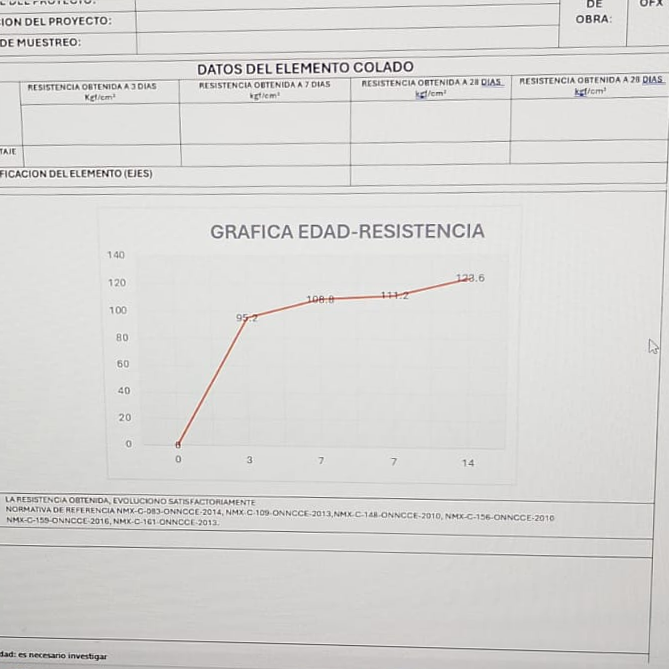 DE
OBRA:
ION DEL PROYECTO:
DE MUESTREO:
DATOS DEL ELEMENTO COLADO
RESISTENCIA OBTENIDA A 3 DIAS
Kgf/cm²
RESISTENCIA OBTENIDA A 7 DIAS
kgf/cm²
RESISTENCIA OBTENIDA A 28 DIAS
kgf/cm²
RESISTENCIA OBTENIDA A 28 DIAS
kgf/cm²
TAJE
FICACION DEL ELEMENTO (EJES)
GRAFICA EDAD-RESISTENCIA
140
120
100
80
60
40
20
0
0
95.2
108.8
111.2
123.6
0 3 7 7 14
LA RESISTENCIA OBTENIDA, EVOLUCIONO SATISFACTORIAMENTE
NORMATIVA DE REFERENCIA NMX-C-083-ONNCCE-2014, NMX-C-109-ONNCCE-2013,NMX-C-148-ONNCCE-2010, NMX-C-156-ONNCCE-2010
NMX-C-159-ONNCCE-2016, NMX-C-161-ONNCCE-2013.
dad: es necesario investigar